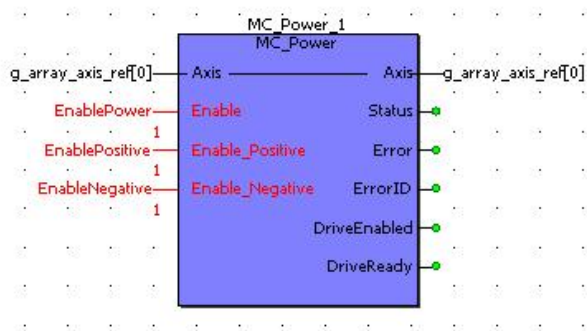 MC_Power_1
MC_Power
g_array_axis_ref[0] Axis Axis g_array_axis_ref[0]
EnablePower Enable Status
1
EnablePositive Enable_Positive Error
1
EnableNegative Enable_Negative ErrorID
1
DriveEnabled
DriveReady